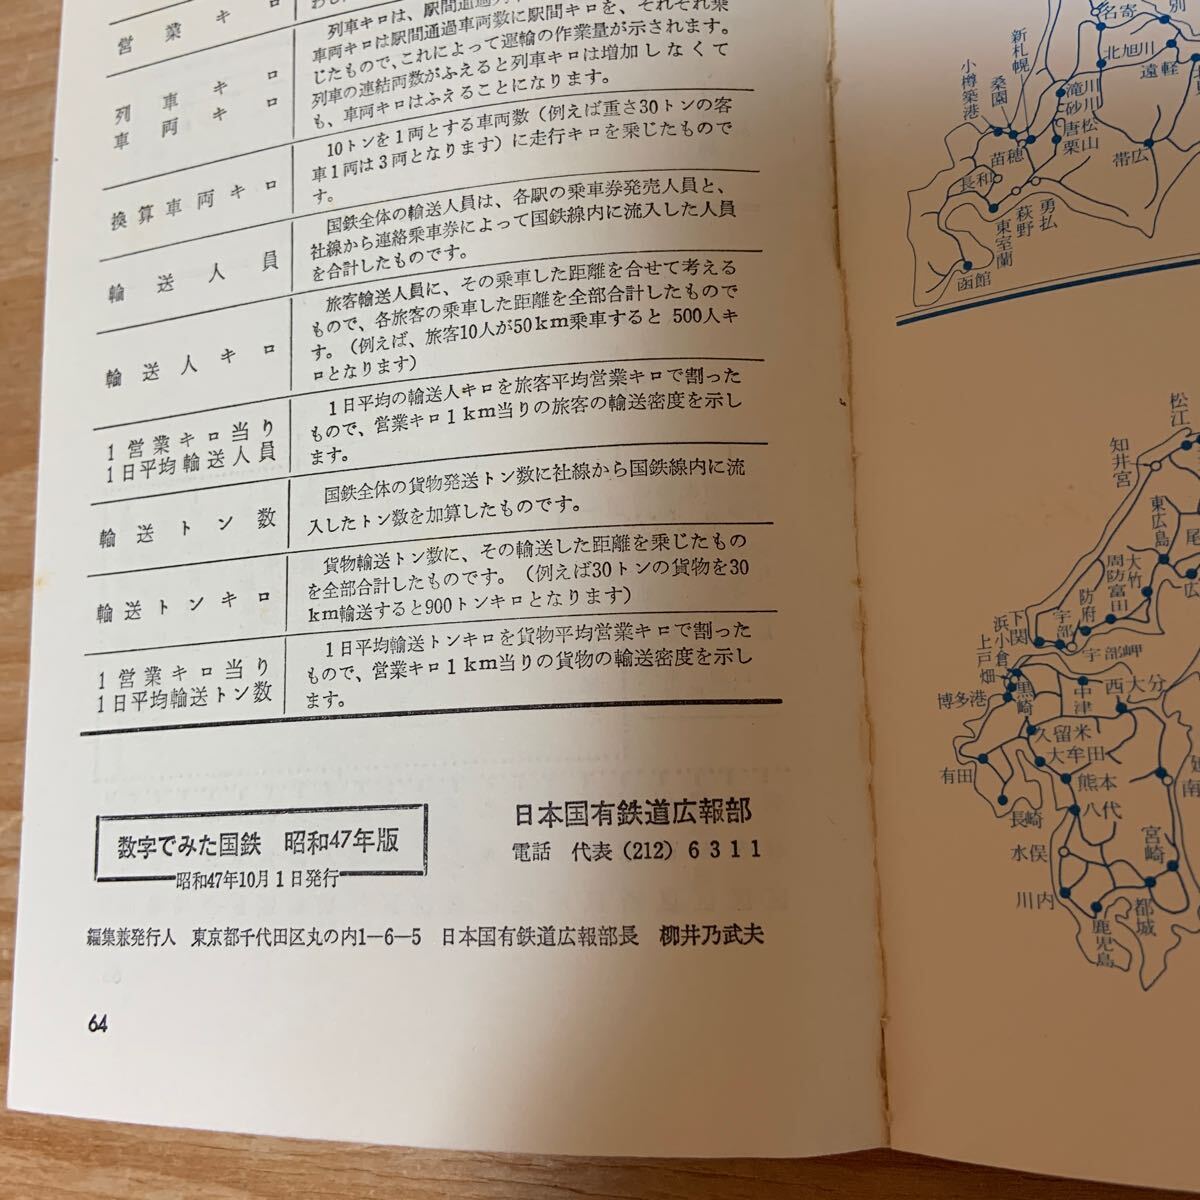 営業キロ
列車キロ
車両キロ
列車キロは、駅間通過列車
車両キロは駅間通過車両数に駅間キロを、それぞれ乗
じたもので、これによって運輸の作業量が示されます。
列車の連結両数がふえると列車キロは増加しなくて
も、車両キロはふえることになります。
換算車両キロ
10トンを1両とする車両数(例えば重さ30トンの客
車1両は3両となります)に走行キロを乗じたもので
す。
輸送人員
国鉄全体の輸送人員は、各駅の乗車券発売人員と、
社線から連絡乗車券によって国鉄線内に流入した人員
を合計したものです。
輸送人キロ
旅客輸送人員に、その乗車した距離を合せて考える
もので、各旅客の乗車した距離を全部合計したもので
す。(例えば、旅客10人が50km乗車すると 500人キ
ロとなります)
1営業キロ当り
1日平均輸送人員
1日平均の輸送人キロを旅客平均営業キロで割った
もので、営業キロ1km当りの旅客の輸送密度を示し
ます。
輸送トン数
国鉄全体の貨物発送トン数に社線から国鉄線内に流
入したトン数を加算したものです。
輸送トンキロ
貨物輸送トン数に、その輸送した距離を乗じたもの
を全部合計したものです。(例えば30トンの貨物を30
km輸送すると900トンキロとなります)
1営業キロ当り
1日平均輸送トン数
1日平均輸送トンキロを貨物平均営業キロで割った
もので、営業キロ1km当りの貨物の輸送密度を示し
ます。
数字でみた国鉄 昭和47年版
昭和47年10月1日発行
日本国有鉄道広報部
電話 代表(212)6311
編集兼発行人 東京都千代田区丸の内1-6-5 日本国有鉄道広報部長 柳井乃武夫
64
名寄
北旭川
遠軽
新札幌
桑園
小樽築港
滝川
砂川
唐松
栗山
帯広
苗穂
長和
勇払
萩野
東室蘭
函館
松江
知井宮
東広島
尾
大竹
広
周防富田
防府
宇部
宇部岬
下関
浜小倉
上戸畑
黒崎
博多港
中津
西大分
久留米
大牟田
有田
熊本
長崎
八代
南
宮崎
水俣
川内
都城
鹿児島